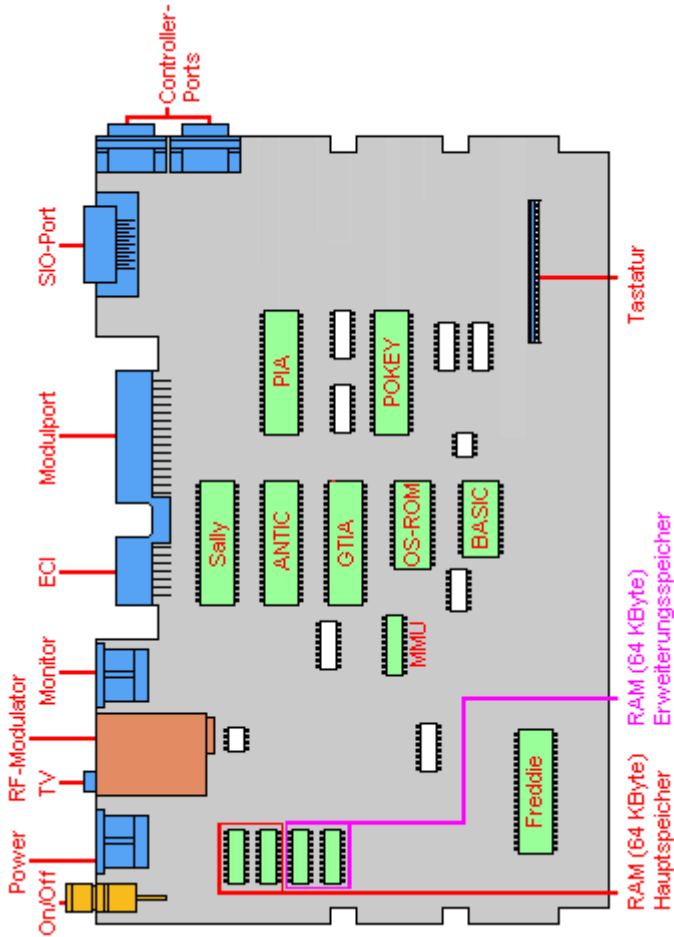 On/Off
Power
TV
RF-Modulator
Monitor
ECI
Modulport
SIO-Port
Controller-
Ports
Sally
ANTIC
GTIA
OS-ROM
BASIC
PIA
POKEY
MMU
Freddie
RAM (64 KByte)
Hauptspeicher
RAM (64 KByte)
Erweiterungsspeicher
Tastatur